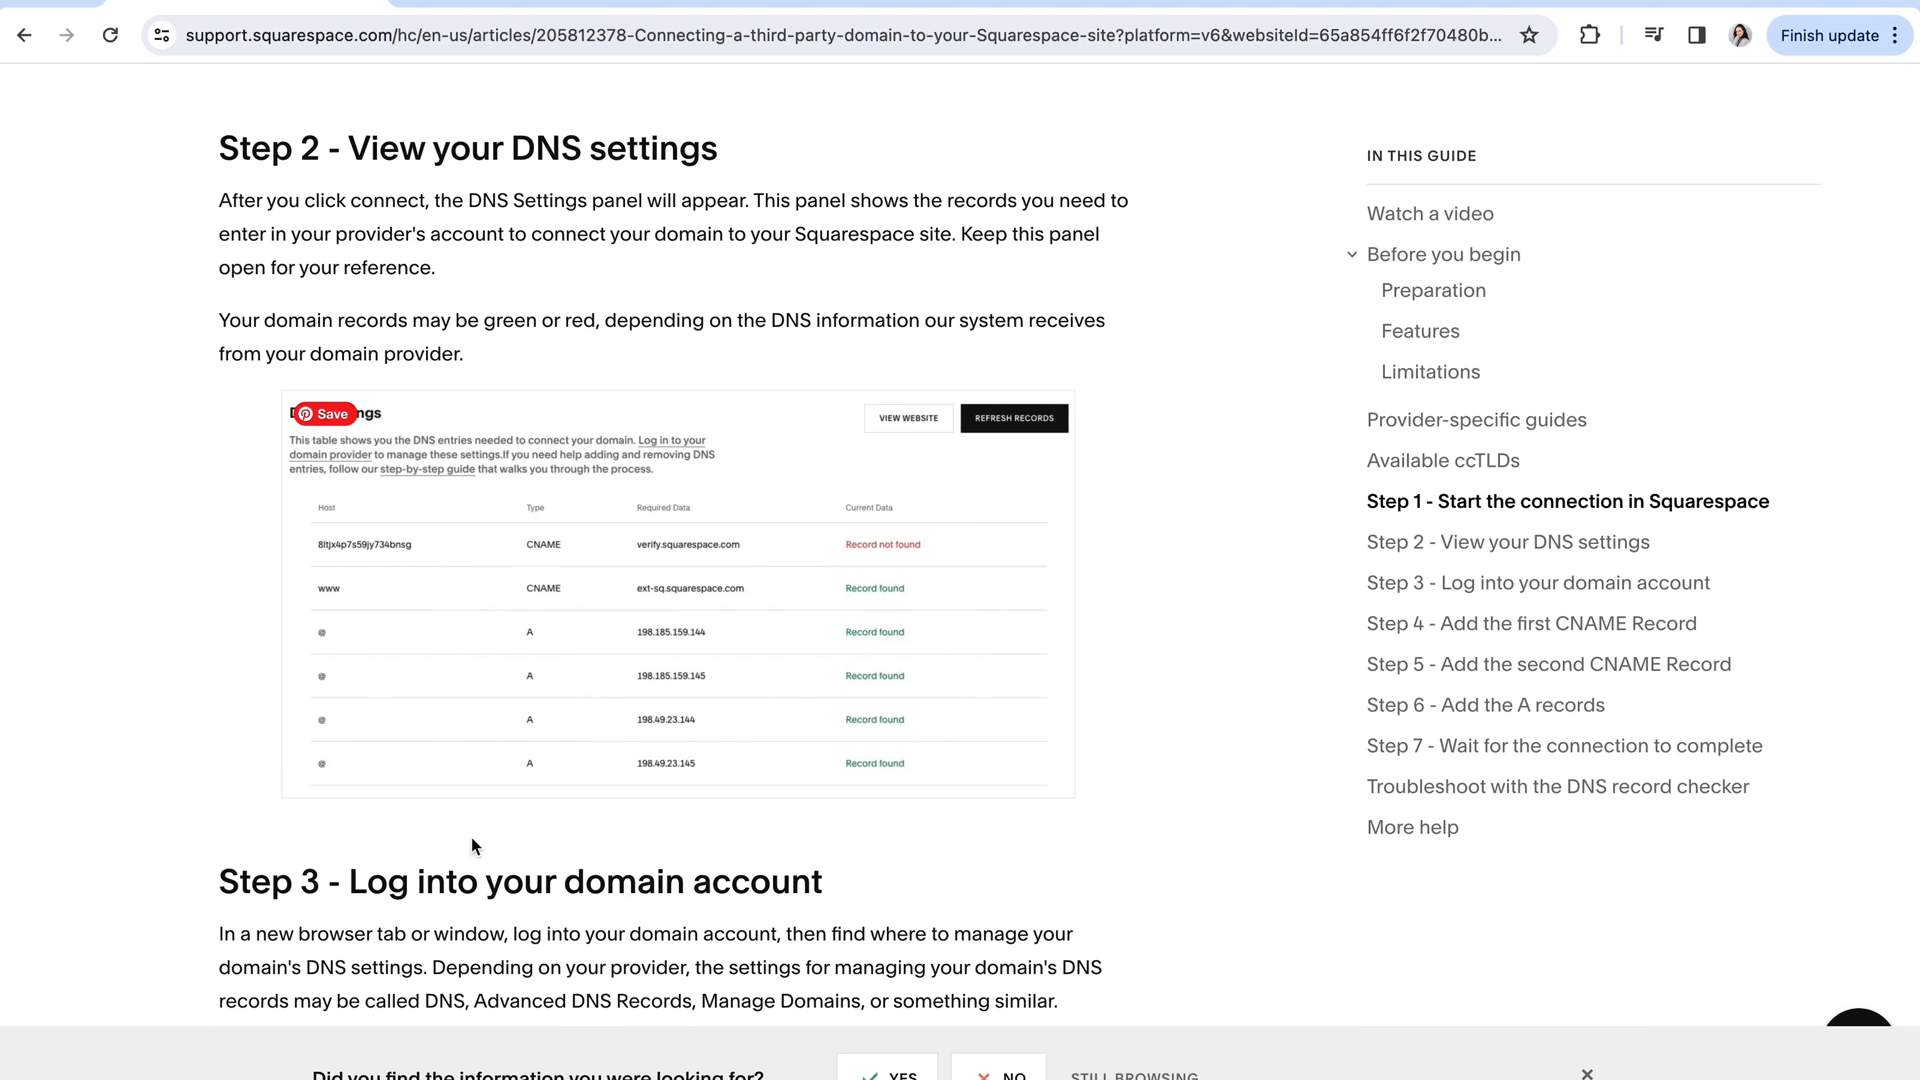 support.squarespace.com/hc/en-us/articles/205812378-Connecting-a-third-party-domain-to-your-Squarespace-site?platform=v6&websiteId=65a854ff6f2f70480b...
Finish update
Step 2 - View your DNS settings
After you click connect, the DNS Settings panel will appear. This panel shows the records you need to
enter in your provider's account to connect your domain to your Squarespace site. Keep this panel
open for your reference.
Your domain records may be green or red, depending on the DNS information our system receives
from your domain provider.
Save
ngs
VIEW WEBSITE
REFRESH RECORDS
This table shows you the DNS entries needed to connect your domain. Log in to your
domain provider to manage these settings.If you need help adding and removing DNS
entries, follow our step-by-step guide that walks you through the process.
Host Type Required Data Current Data
8ltjx4p7s59jy734bnsg CNAME verify.squarespace.com Record not found
www CNAME ext-sq.squarespace.com Record found
@ A 198.185.159.144 Record found
@ A 198.185.159.145 Record found
@ A 198.49.23.144 Record found
@ A 198.49.23.145 Record found
Step 3 - Log into your domain account
In a new browser tab or window, log into your domain account, then find where to manage your
domain's DNS settings. Depending on your provider, the settings for managing your domain's DNS
records may be called DNS, Advanced DNS Records, Manage Domains, or something similar.
IN THIS GUIDE
Watch a video
Before you begin
Preparation
Features
Limitations
Provider-specific guides
Available ccTLDs
Step 1 - Start the connection in Squarespace
Step 2 - View your DNS settings
Step 3 - Log into your domain account
Step 4 - Add the first CNAME Record
Step 5 - Add the second CNAME Record
Step 6 - Add the A records
Step 7 - Wait for the connection to complete
Troubleshoot with the DNS record checker
More help
Did you find the information you were looking for?
YES
NO
STILL BROWSING